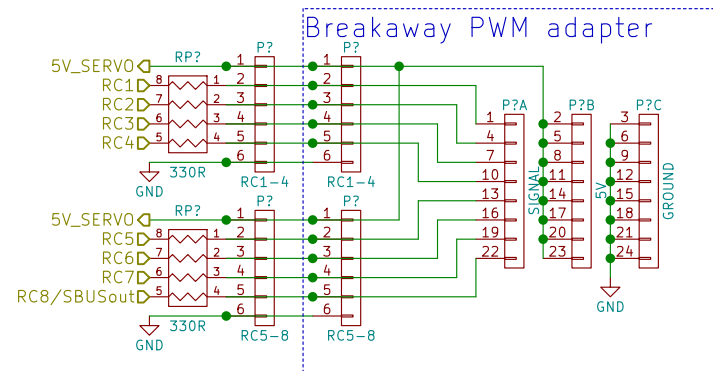 Breakaway PWM adapter
5V_SERVO RP? P? P?
RC1 8 1 1 1
RC2 7 2 2 2
RC3 6 3 3 3
RC4 5 4 4 4
5 5
6 6
GND 330R RC1-4 RC1-4
5V_SERVO RP? P? P?
RC5 8 1 1 1
RC6 7 2 2 2
RC7 6 3 3 3
RC8/SBUSout 5 4 4 4
5 5
6 6
GND 330R RC5-8 RC5-8
P?A P?B P?C
1 2 3
4 5 6
7 8 9
10 11 12
13 14 15
16 17 18
19 20 21
22 23 24
SIGNAL 5V GROUND
GND